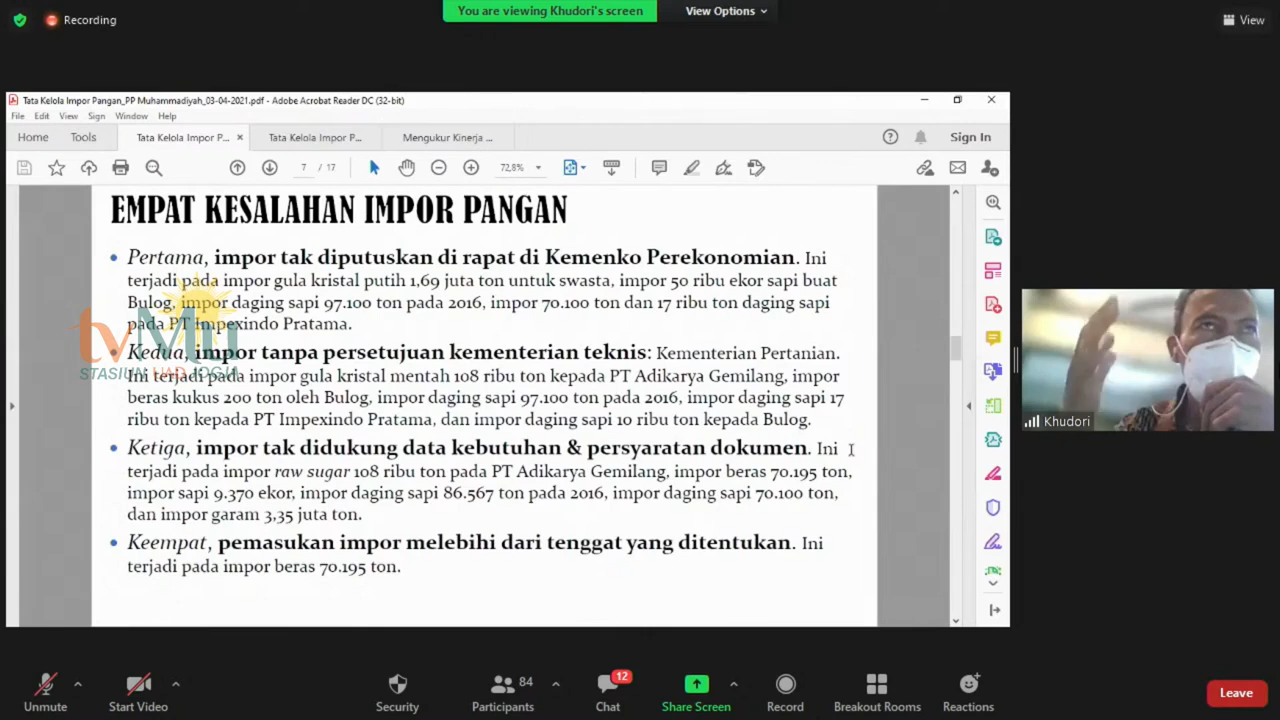 Recording
You are viewing Khudori's screen
View Options
View
Tata Kelola Impor Pangan_PP Muhammadiyah_03-04-2021.pdf - Adobe Acrobat Reader DC (32-bit)
File Edit View Sign Window Help
Home Tools Tata Kelola Impor P... Tata Kelola Impor P... Mengukur Kinerja ... Sign In
7 / 17 72,8%
EMPAT KESALAHAN IMPOR PANGAN
• Pertama, impor tak diputuskan di rapat di Kemenko Perekonomian. Ini
terjadi pada impor gula kristal putih 1,69 juta ton untuk swasta, impor 50 ribu ekor sapi buat
Bulog, impor daging sapi 97.100 ton pada 2016, impor 70.100 ton dan 17 ribu ton daging sapi
pada PT Impexindo Pratama.
• Kedua, impor tanpa persetujuan kementerian teknis: Kementerian Pertanian.
Ini terjadi pada impor gula kristal mentah 108 ribu ton kepada PT Adikarya Gemilang, impor
beras kukus 200 ton oleh Bulog, impor daging sapi 97.100 ton pada 2016, impor daging sapi 17
ribu ton kepada PT Impexindo Pratama, dan impor daging sapi 10 ribu ton kepada Bulog.
• Ketiga, impor tak didukung data kebutuhan & persyaratan dokumen. Ini
terjadi pada impor raw sugar 108 ribu ton pada PT Adikarya Gemilang, impor beras 70.195 ton,
impor sapi 9.370 ekor, impor daging sapi 86.567 ton pada 2016, impor daging sapi 70.100 ton,
dan impor garam 3,35 juta ton.
• Keempat, pemasukan impor melebihi dari tenggat yang ditentukan. Ini
terjadi pada impor beras 70.195 ton.
tvMu
STASIUN UAD JOGJA
Khudori
84
12
Unmute Start Video Security Participants Chat Share Screen Record Breakout Rooms Reactions Leave